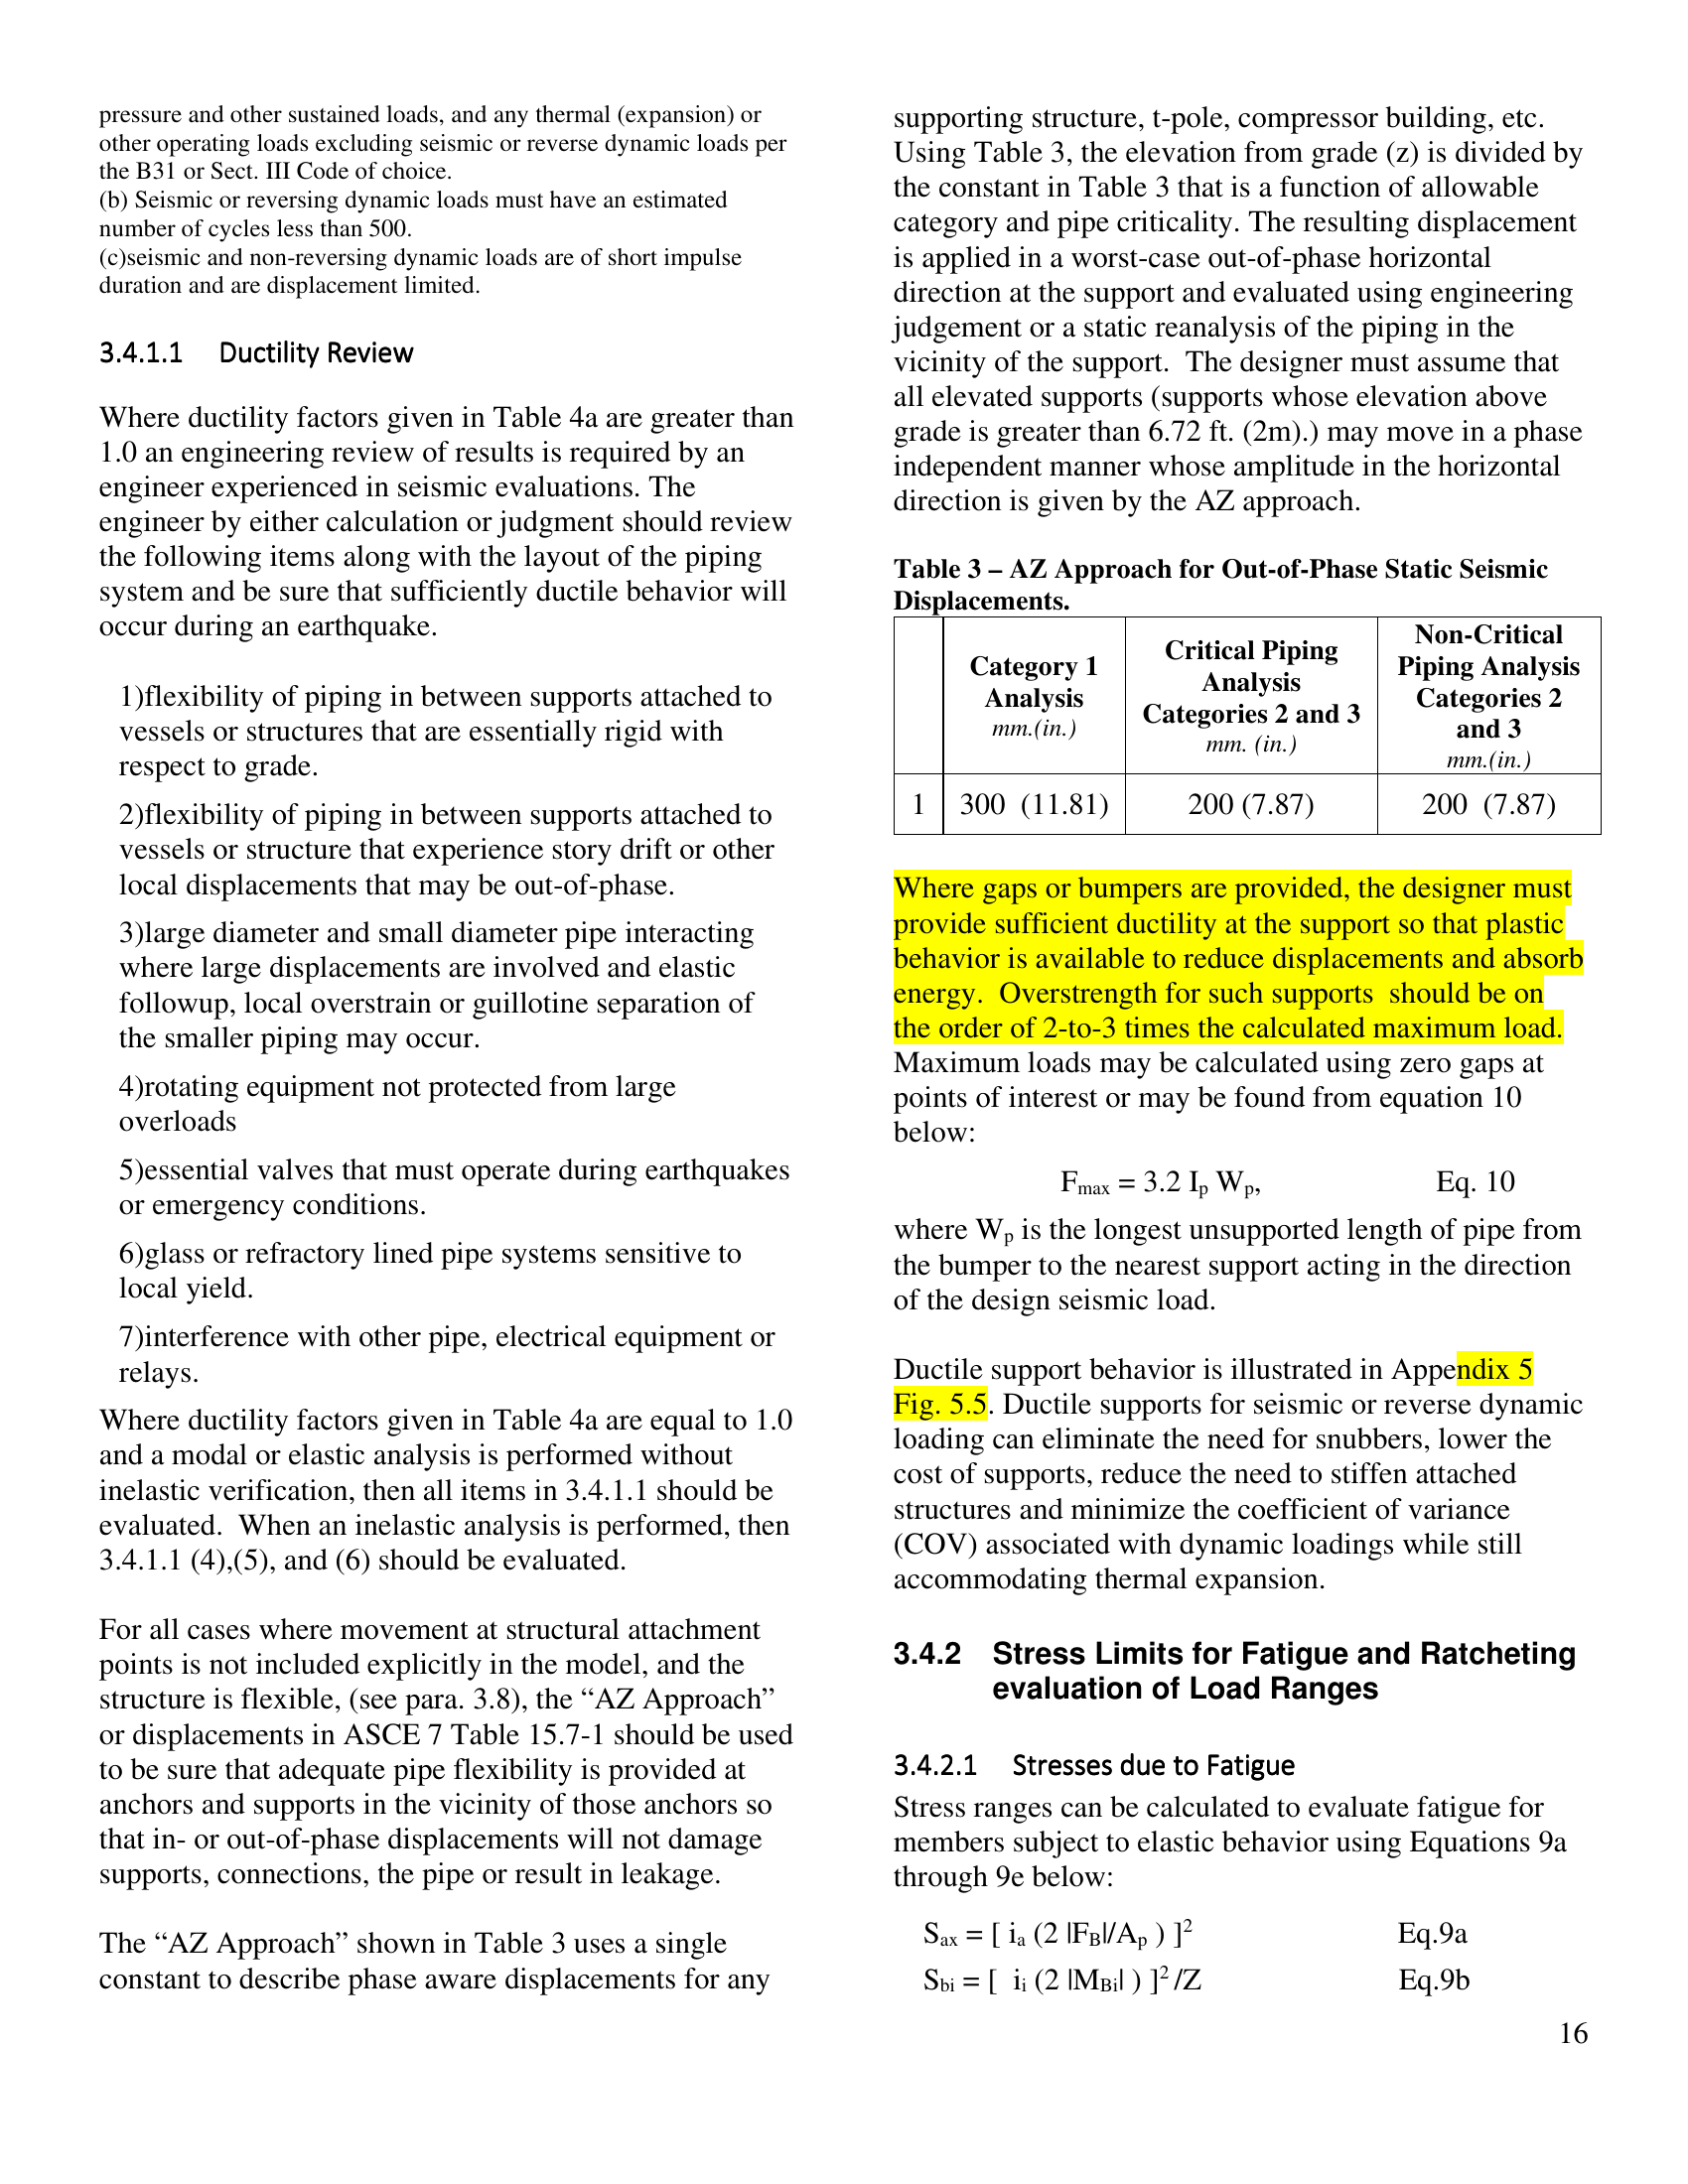 pressure and other sustained loads, and any thermal (expansion) or
other operating loads excluding seismic or reverse dynamic loads per
the B31 or Sect. III Code of choice.
(b) Seismic or reversing dynamic loads must have an estimated
number of cycles less than 500.
(c)seismic and non-reversing dynamic loads are of short impulse
duration and are displacement limited.
3.4.1.1 Ductility Review
Where ductility factors given in Table 4a are greater than
1.0 an engineering review of results is required by an
engineer experienced in seismic evaluations. The
engineer by either calculation or judgment should review
the following items along with the layout of the piping
system and be sure that sufficiently ductile behavior will
occur during an earthquake.
1)flexibility of piping in between supports attached to
vessels or structures that are essentially rigid with
respect to grade.
2)flexibility of piping in between supports attached to
vessels or structure that experience story drift or other
local displacements that may be out-of-phase.
3)large diameter and small diameter pipe interacting
where large displacements are involved and elastic
followup, local overstrain or guillotine separation of
the smaller piping may occur.
4)rotating equipment not protected from large
overloads
5)essential valves that must operate during earthquakes
or emergency conditions.
6)glass or refractory lined pipe systems sensitive to
local yield.
7)interference with other pipe, electrical equipment or
relays.
Where ductility factors given in Table 4a are equal to 1.0
and a modal or elastic analysis is performed without
inelastic verification, then all items in 3.4.1.1 should be
evaluated.  When an inelastic analysis is performed, then
3.4.1.1 (4),(5), and (6) should be evaluated.
For all cases where movement at structural attachment
points is not included explicitly in the model, and the
structure is flexible, (see para. 3.8), the “AZ Approach”
or displacements in ASCE 7 Table 15.7-1 should be used
to be sure that adequate pipe flexibility is provided at
anchors and supports in the vicinity of those anchors so
that in- or out-of-phase displacements will not damage
supports, connections, the pipe or result in leakage.
The “AZ Approach” shown in Table 3 uses a single
constant to describe phase aware displacements for any
supporting structure, t-pole, compressor building, etc.
Using Table 3, the elevation from grade (z) is divided by
the constant in Table 3 that is a function of allowable
category and pipe criticality. The resulting displacement
is applied in a worst-case out-of-phase horizontal
direction at the support and evaluated using engineering
judgement or a static reanalysis of the piping in the
vicinity of the support.  The designer must assume that
all elevated supports (supports whose elevation above
grade is greater than 6.72 ft. (2m).) may move in a phase
independent manner whose amplitude in the horizontal
direction is given by the AZ approach.
Table 3 – AZ Approach for Out-of-Phase Static Seismic
Displacements.
Category 1
Analysis
mm.(in.)
Critical Piping
Analysis
Categories 2 and 3
mm. (in.)
Non-Critical
Piping Analysis
Categories 2
and 3
mm.(in.)
1 300 (11.81) 200 (7.87) 200 (7.87)
Where gaps or bumpers are provided, the designer must
provide sufficient ductility at the support so that plastic
behavior is available to reduce displacements and absorb
energy.  Overstrength for such supports  should be on
the order of 2-to-3 times the calculated maximum load.
Maximum loads may be calculated using zero gaps at
points of interest or may be found from equation 10
below:
Fmax = 3.2 Ip Wp, Eq. 10
where Wp is the longest unsupported length of pipe from
the bumper to the nearest support acting in the direction
of the design seismic load.
Ductile support behavior is illustrated in Appendix 5
Fig. 5.5. Ductile supports for seismic or reverse dynamic
loading can eliminate the need for snubbers, lower the
cost of supports, reduce the need to stiffen attached
structures and minimize the coefficient of variance
(COV) associated with dynamic loadings while still
accommodating thermal expansion.
3.4.2 Stress Limits for Fatigue and Ratcheting
evaluation of Load Ranges
3.4.2.1 Stresses due to Fatigue
Stress ranges can be calculated to evaluate fatigue for
members subject to elastic behavior using Equations 9a
through 9e below:
Sax = [ ia (2 |FB|/Ap ) ]² Eq.9a
Sbi = [  ii (2 |MBi| ) ]² /Z Eq.9b
16